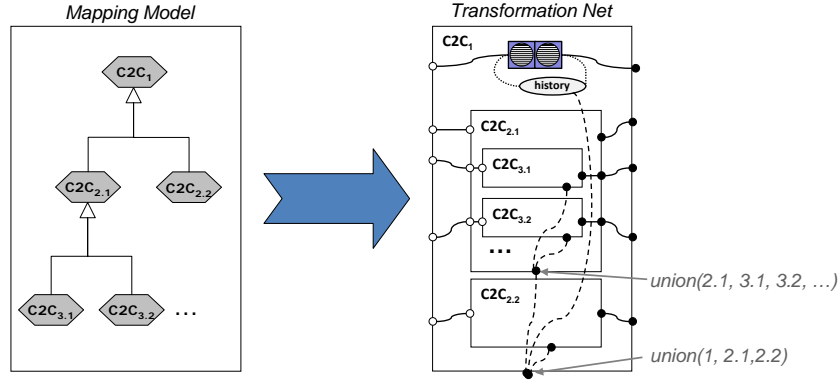 Mapping Model
C2C1
C2C2.1
C2C2.2
C2C3.1
C2C3.2
...
Transformation Net
C2C1
history
C2C2.1
C2C3.1
C2C3.2
...
union(2.1, 3.1, 3.2, …)
C2C2.2
union(1, 2.1,2.2)